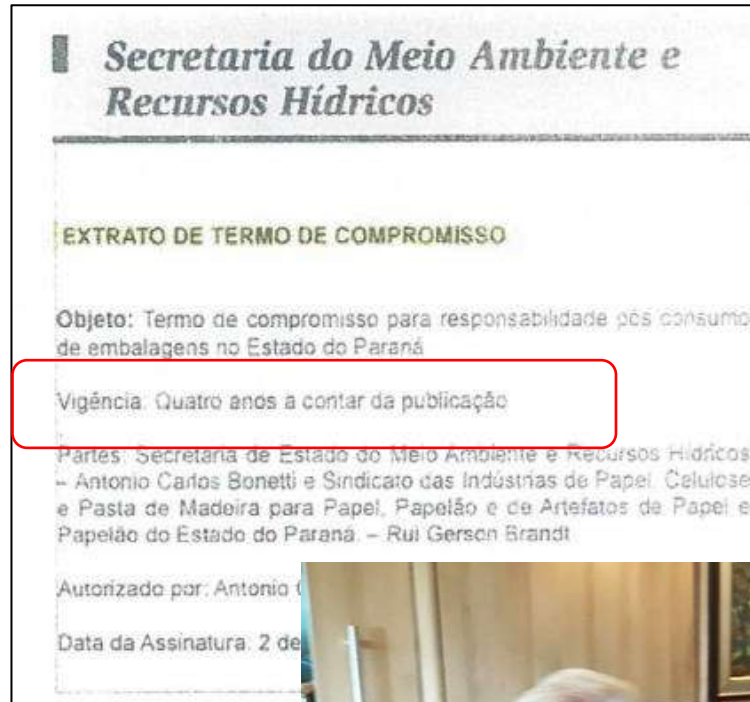 Secretaria do Meio Ambiente e
Recursos Hídricos
EXTRATO DE TERMO DE COMPROMISSO
Objeto: Termo de compromisso para responsabilidade pós consumo
de embalagens no Estado do Paraná
Vigência: Quatro anos a contar da publicação
Partes: Secretaria de Estado do Meio Ambiente e Recursos Hídricos
– Antonio Carlos Bonetti e Sindicato das Indústrias de Papel, Celulose
e Pasta de Madeira para Papel, Papelão e de Artefatos de Papel e
Papelão do Estado do Paraná. – Rui Gerson Brandt
Autorizado por: Antonio
Data da Assinatura: 2 de